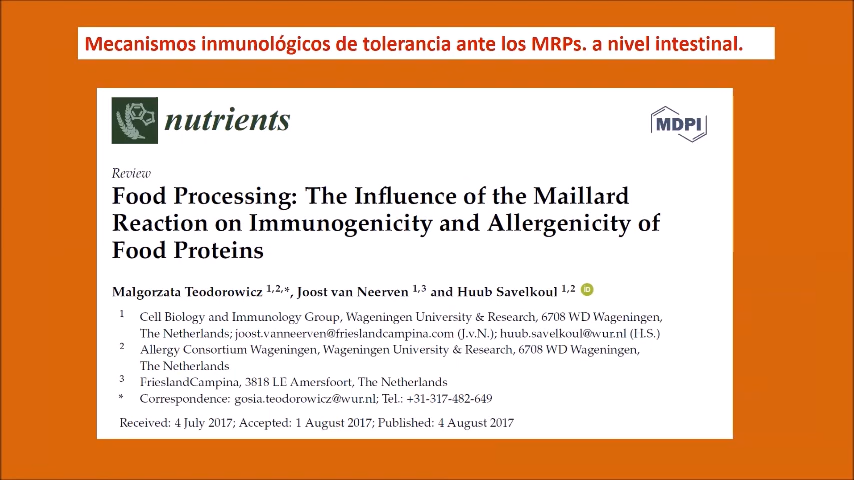 Mecanismos inmunológicos de tolerancia ante los MRPs. a nivel intestinal.
nutrients
MDPI
Review
Food Processing: The Influence of the Maillard
Reaction on Immunogenicity and Allergenicity of
Food Proteins
Malgorzata Teodorowicz 1,2,*, Joost van Neerven 1,3 and Huub Savelkoul 1,2 iD
1 Cell Biology and Immunology Group, Wageningen University & Research, 6708 WD Wageningen,
The Netherlands; joost.vanneerven@frieslandcampina.com (J.v.N.); huub.savelkoul@wur.nl (H.S.)
2 Allergy Consortium Wageningen, Wageningen University & Research, 6708 WD Wageningen,
The Netherlands
3 FrieslandCampina, 3818 LE Amersfoort, The Netherlands
* Correspondence: gosia.teodorowicz@wur.nl; Tel.: +31-317-482-649
Received: 4 July 2017; Accepted: 1 August 2017; Published: 4 August 2017